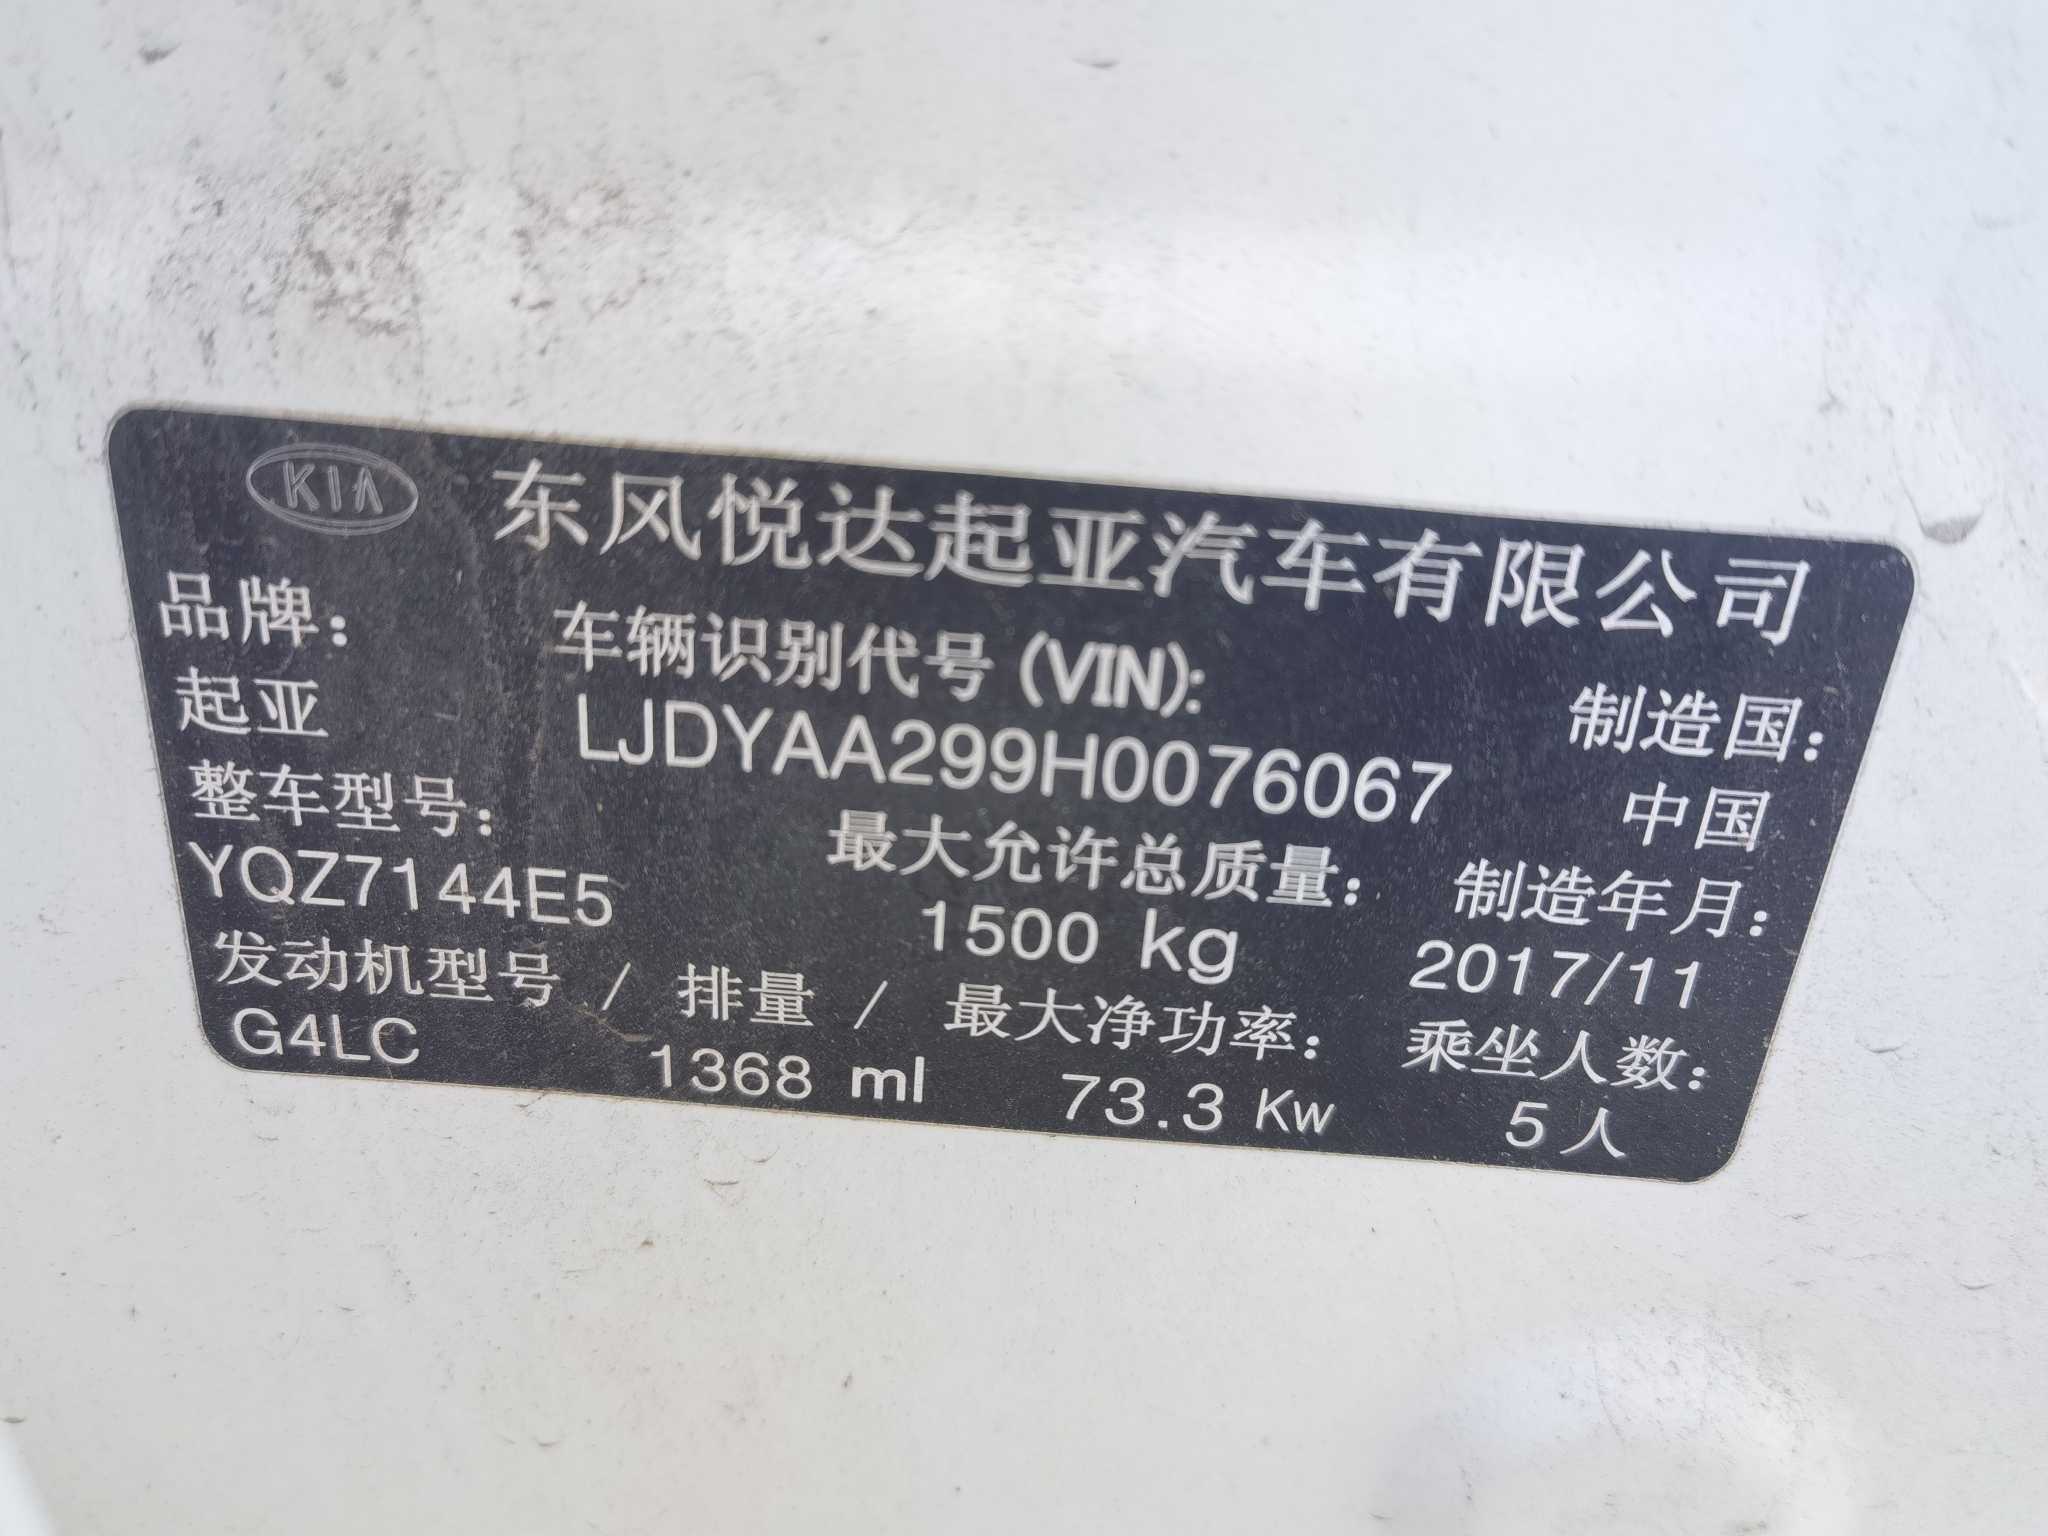 KIA 东风悦达起亚汽车有限公司
品牌： 车辆识别代号 (VIN): 制造国：
起亚 LJDYAA299H0076067 中国
整车型号： 最大允许总质量： 制造年月：
YQZ7144E5 1500 kg 2017/11
发动机型号 / 排量 / 最大净功率： 乘坐人数：
G4LC 1368 ml 73.3 Kw 5人